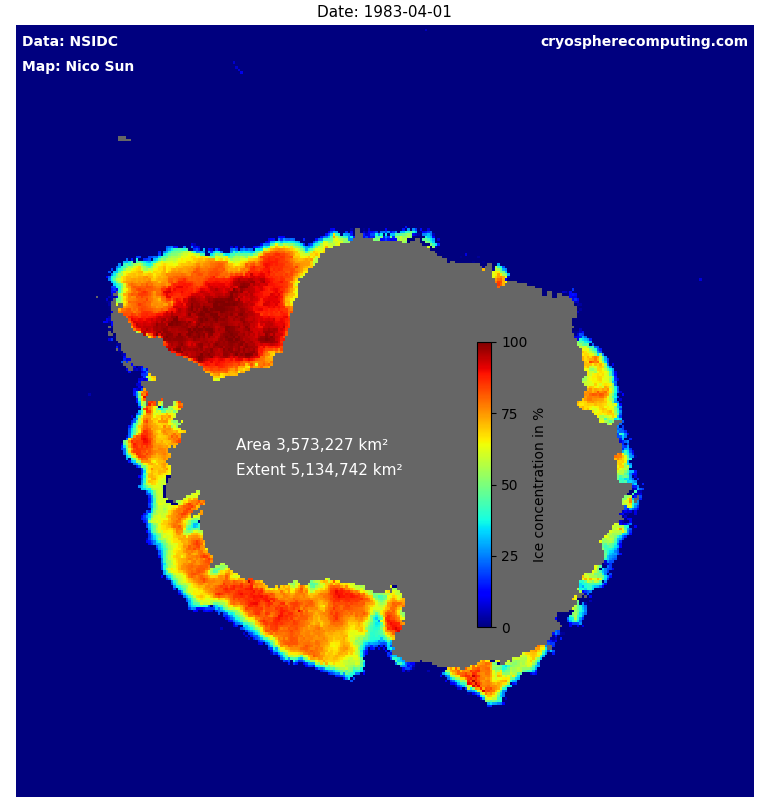 Date: 1983-04-01
Data: NSIDC
cryospherecomputing.com
Map: Nico Sun
100
75
50
25
0
Ice concentration in %
Area 3,573,227 km²
Extent 5,134,742 km²